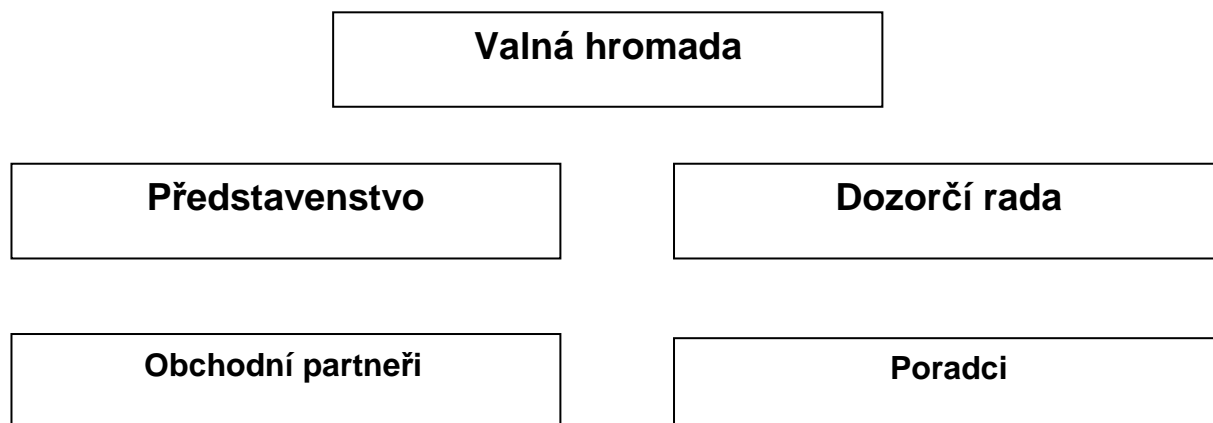 Valná hromada
Představenstvo
Dozorčí rada
Obchodní partneři
Poradci